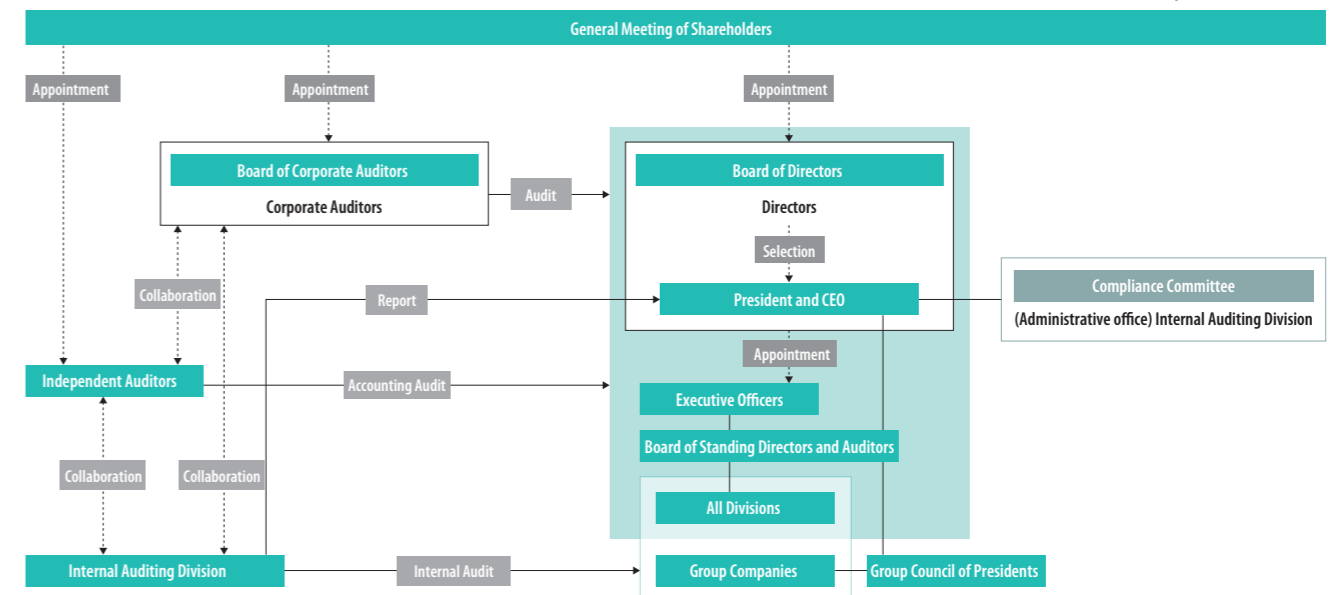 General Meeting of Shareholders
Appointment
Appointment
Appointment
Board of Corporate Auditors
Corporate Auditors
Audit
Board of Directors
Directors
Selection
President and CEO
Compliance Committee
(Administrative office) Internal Auditing Division
Collaboration
Report
Appointment
Independent Auditors
Accounting Audit
Executive Officers
Board of Standing Directors and Auditors
Collaboration
Collaboration
All Divisions
Internal Auditing Division
Internal Audit
Group Companies
Group Council of Presidents